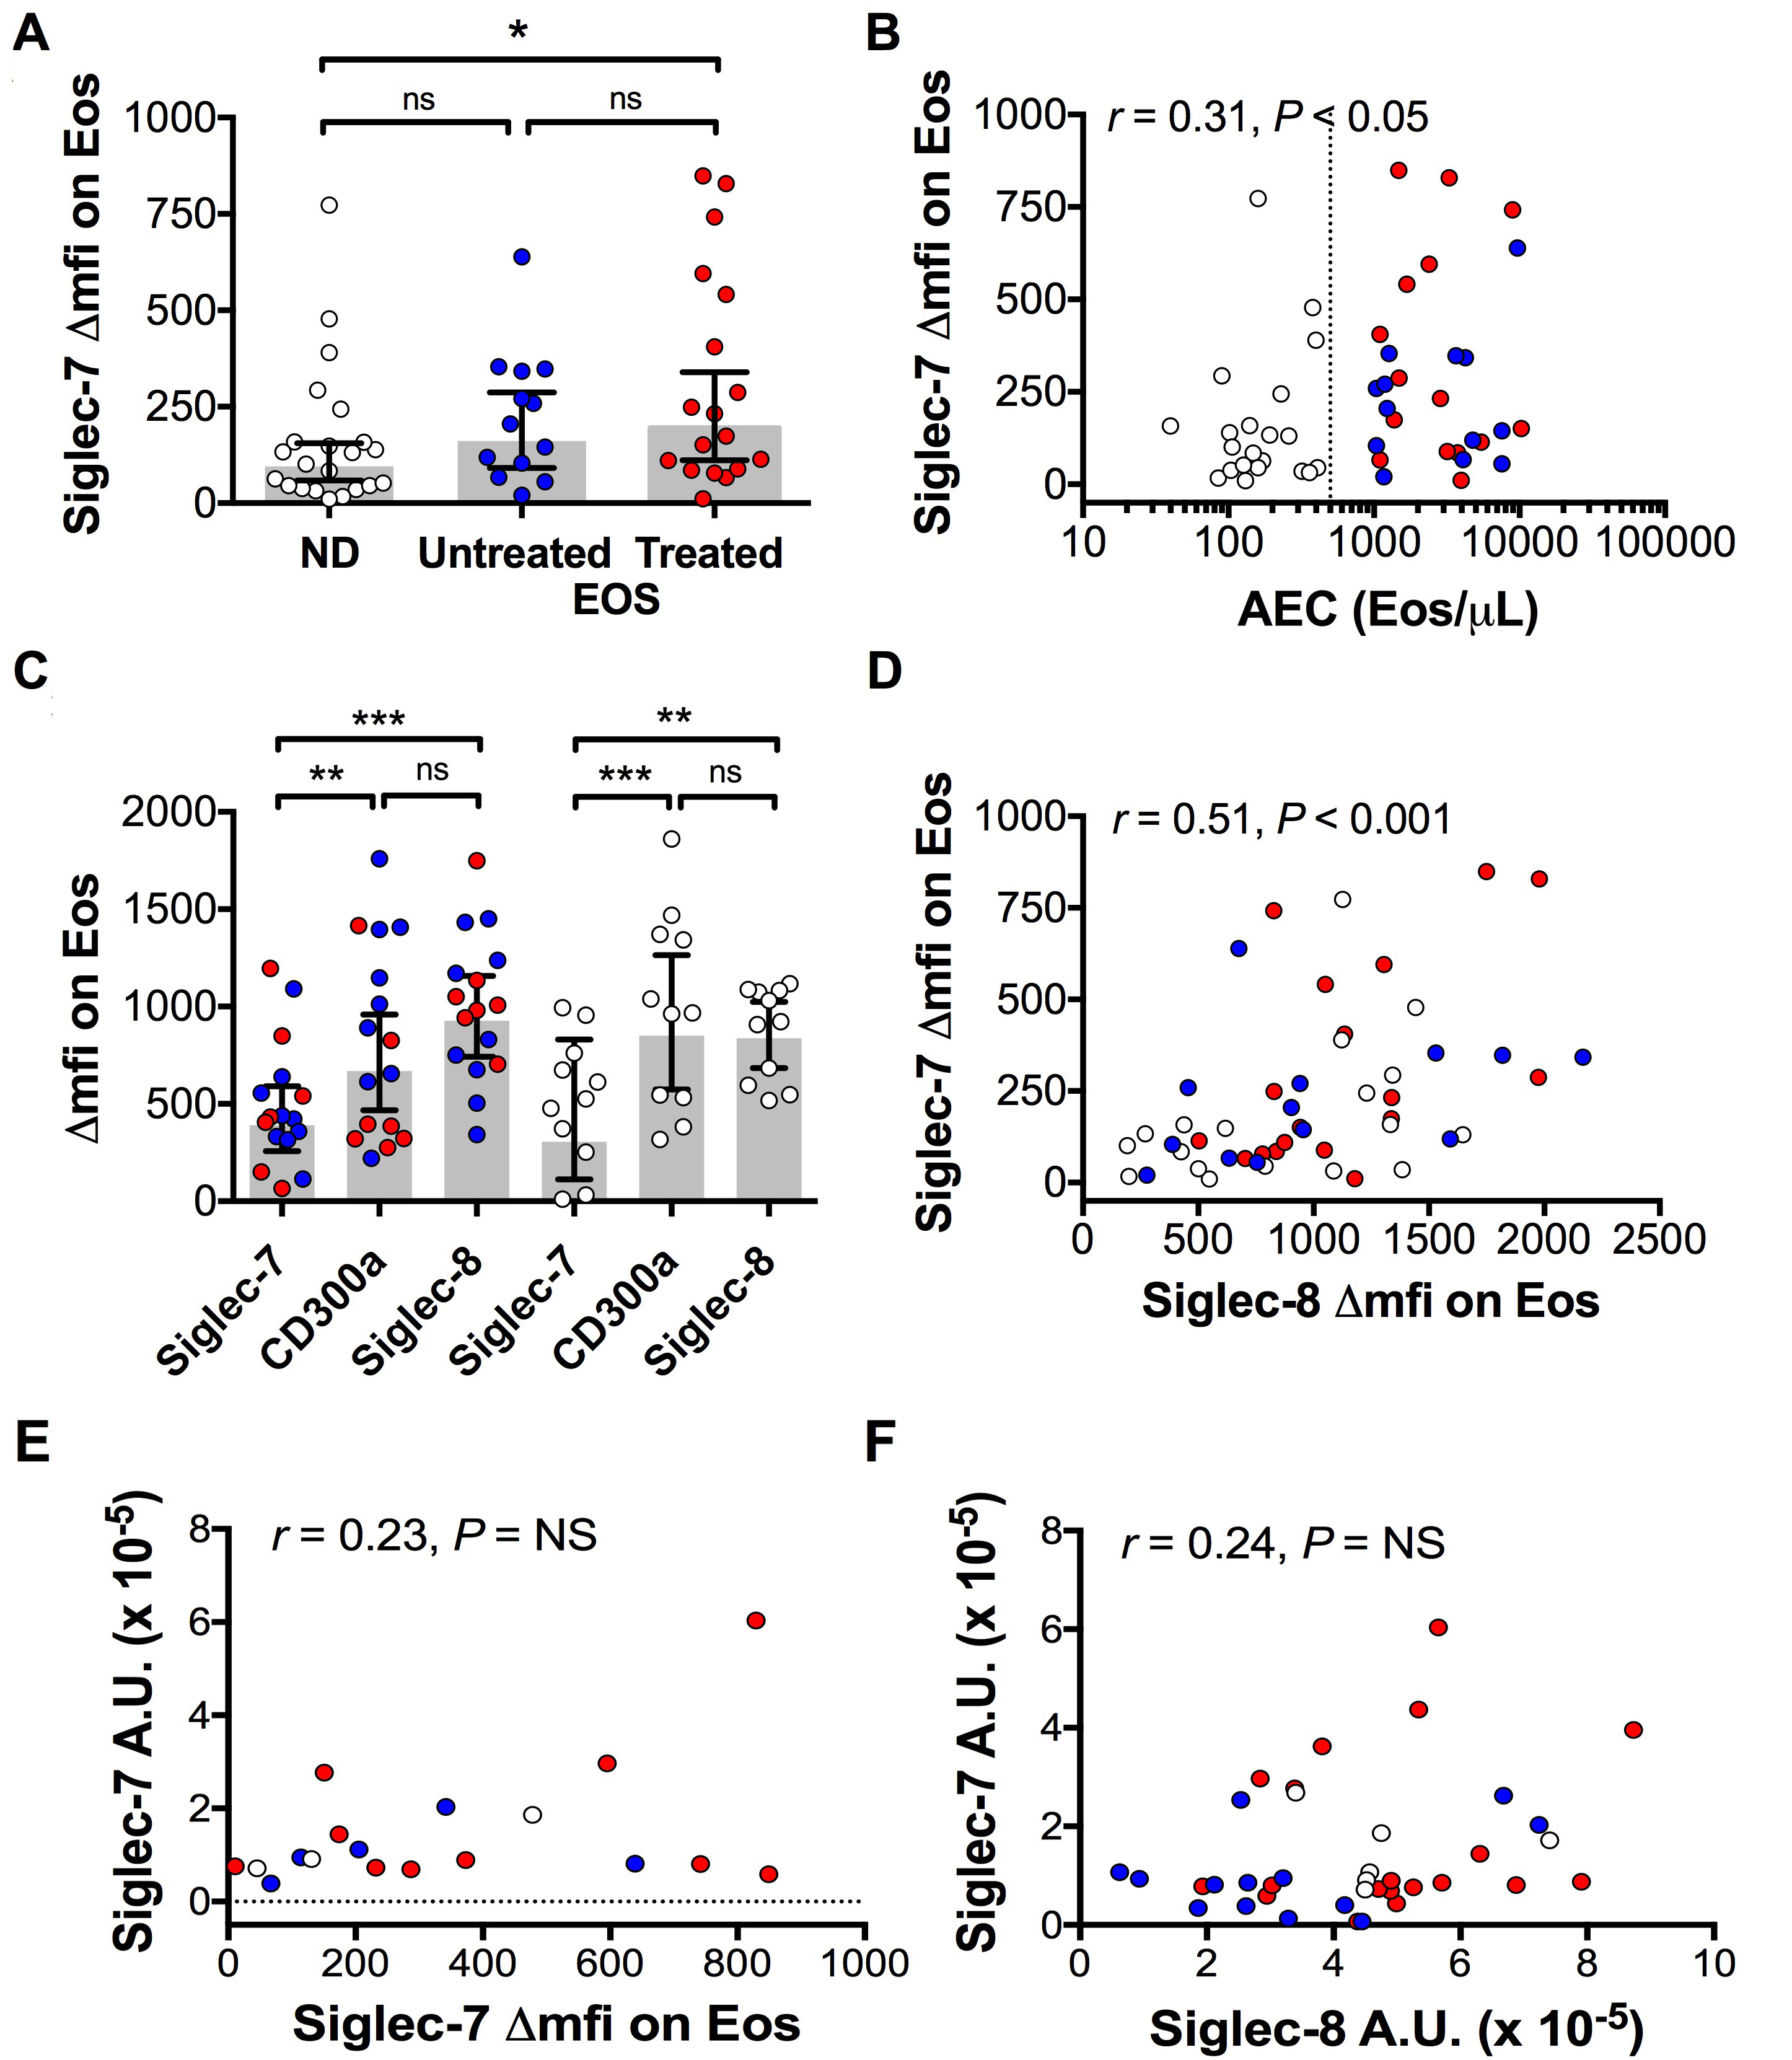 A
*
ns
ns
Siglec-7 Δmfi on Eos
1000
750
500
250
0
ND
Untreated
Treated
EOS
B
r = 0.31, P < 0.05
Siglec-7 Δmfi on Eos
1000
750
500
250
0
10
100
1000
10000
100000
AEC (Eos/μL)
C
***
**
**
ns
***
ns
Δmfi on Eos
2000
1500
1000
500
0
Siglec-7
CD300a
Siglec-8
Siglec-7
CD300a
Siglec-8
D
r = 0.51, P < 0.001
Siglec-7 Δmfi on Eos
1000
750
500
250
0
0
500
1000
1500
2000
2500
Siglec-8 Δmfi on Eos
E
r = 0.23, P = NS
Siglec-7 A.U. (x 10⁻⁵)
8
6
4
2
0
0
200
400
600
800
1000
Siglec-7 Δmfi on Eos
F
r = 0.24, P = NS
Siglec-7 A.U. (x 10⁻⁵)
8
6
4
2
0
0
2
4
6
8
10
Siglec-8 A.U. (x 10⁻⁵)